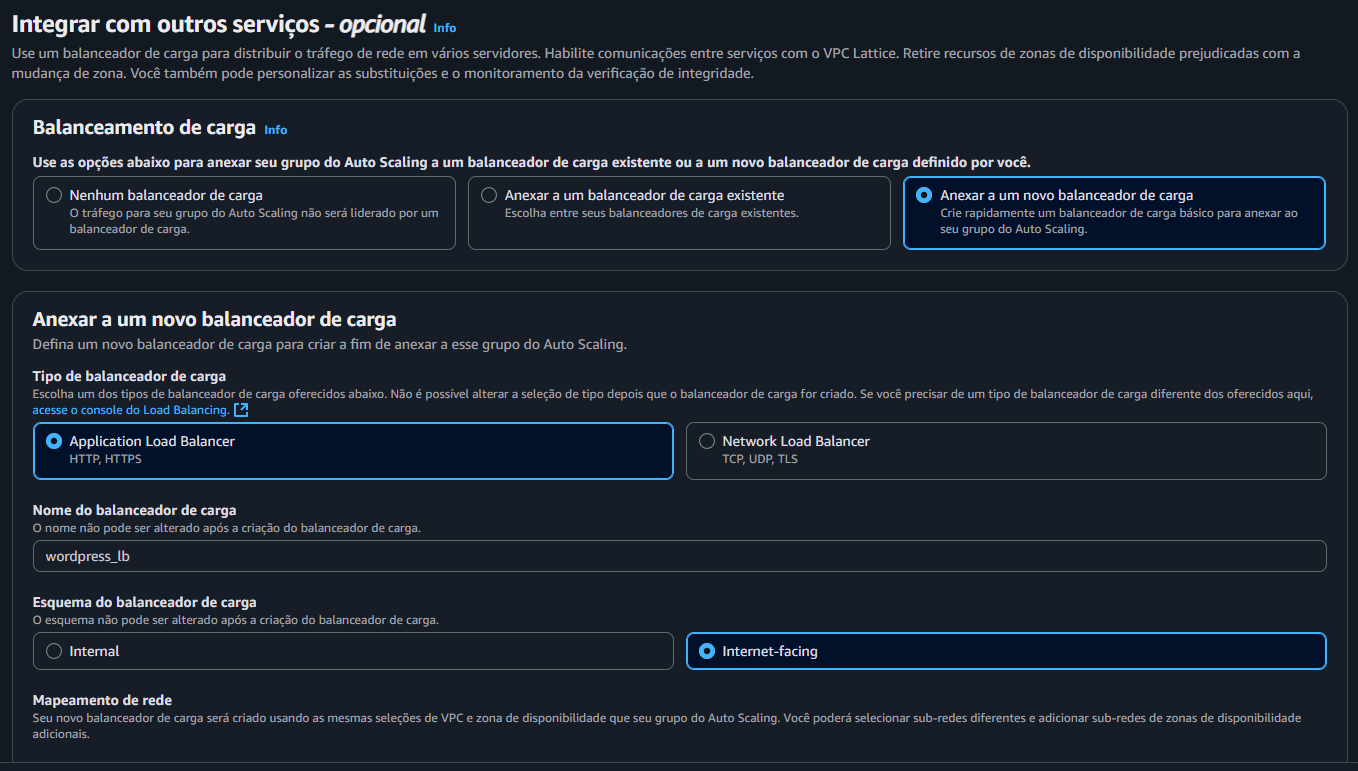 Integrar com outros serviços - opcional Info
Use um balanceador de carga para distribuir o tráfego de rede em vários servidores. Habilite comunicações entre serviços com o VPC Lattice. Retire recursos de zonas de disponibilidade prejudicadas com a
mudança de zona. Você também pode personalizar as substituições e o monitoramento da verificação de integridade.
Balanceamento de carga Info
Use as opções abaixo para anexar seu grupo do Auto Scaling a um balanceador de carga existente ou a um novo balanceador de carga definido por você.
Nenhum balanceador de carga
O tráfego para seu grupo do Auto Scaling não será liderado por um
balanceador de carga.
Anexar a um balanceador de carga existente
Escolha entre seus balanceadores de carga existentes.
Anexar a um novo balanceador de carga
Crie rapidamente um balanceador de carga básico para anexar ao
seu grupo do Auto Scaling.
Anexar a um novo balanceador de carga
Defina um novo balanceador de carga para criar a fim de anexar a esse grupo do Auto Scaling.
Tipo de balanceador de carga
Escolha um dos tipos de balanceador de carga oferecidos abaixo. Não é possível alterar a seleção de tipo depois que o balanceador de carga for criado. Se você precisar de um tipo de balanceador de carga diferente dos oferecidos aqui,
acesse o console do Load Balancing.
Application Load Balancer
HTTP, HTTPS
Network Load Balancer
TCP, UDP, TLS
Nome do balanceador de carga
O nome não pode ser alterado após a criação do balanceador de carga.
wordpress_lb
Esquema do balanceador de carga
O esquema não pode ser alterado após a criação do balanceador de carga.
Internal
Internet-facing
Mapeamento de rede
Seu novo balanceador de carga será criado usando as mesmas seleções de VPC e zona de disponibilidade que seu grupo do Auto Scaling. Você poderá selecionar sub-redes diferentes e adicionar sub-redes de zonas de disponibilidade
adicionais.